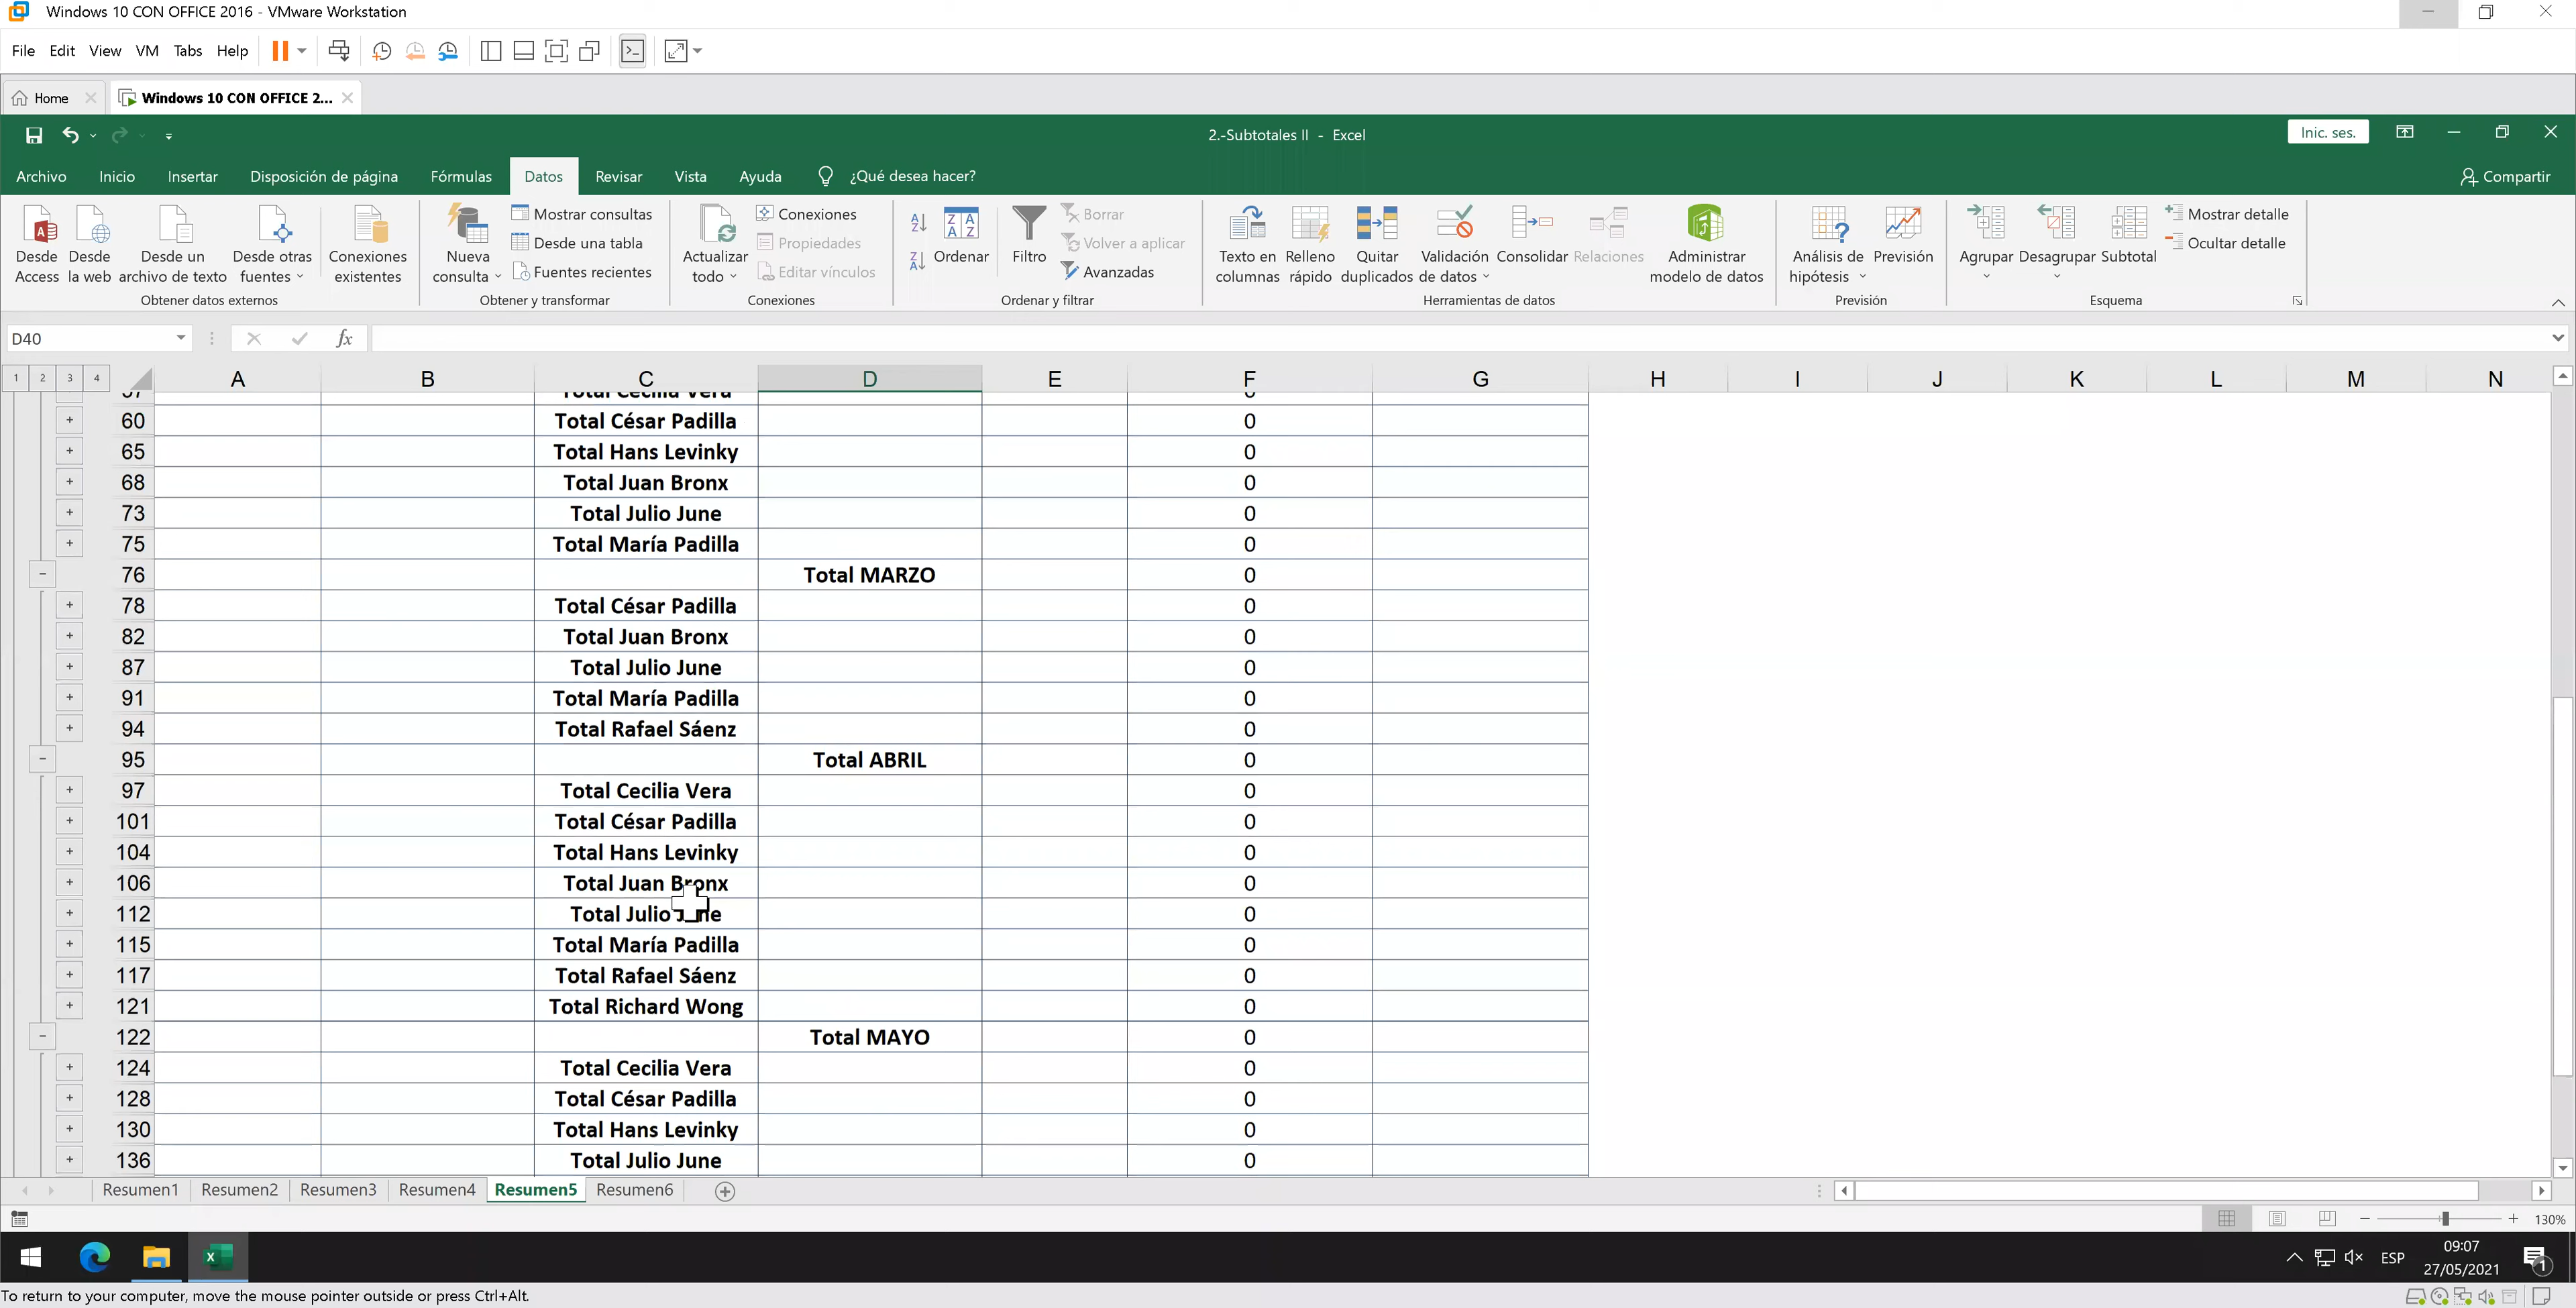 Windows 10 CON OFFICE 2016 - VMware Workstation
File Edit View VM Tabs Help
Home Windows 10 CON OFFICE 2...
2.-Subtotales II - Excel Inic. ses.
Archivo Inicio Insertar Disposición de página Fórmulas Datos Revisar Vista Ayuda ¿Qué desea hacer? Compartir
Desde Access
Desde la web
Desde un archivo de texto
Desde otras fuentes
Conexiones existentes
Obtener datos externos
Nueva consulta
Mostrar consultas
Desde una tabla
Fuentes recientes
Obtener y transformar
Actualizar todo
Conexiones
Propiedades
Editar vínculos
Conexiones
Ordenar
Filtro
Borrar
Volver a aplicar
Avanzadas
Ordenar y filtrar
Texto en columnas
Relleno rápido
Quitar duplicados
Validación de datos
Consolidar
Relaciones
Administrar modelo de datos
Herramientas de datos
Análisis de hipótesis
Previsión
Previsión
Agrupar
Desagrupar
Subtotal
Mostrar detalle
Ocultar detalle
Esquema
D40 fx
1 2 3 4 A B C D E F G H I J K L M N
57 Total Cecilia Vera 0
60 Total César Padilla 0
65 Total Hans Levinky 0
68 Total Juan Bronx 0
73 Total Julio June 0
75 Total María Padilla 0
76 Total MARZO 0
78 Total César Padilla 0
82 Total Juan Bronx 0
87 Total Julio June 0
91 Total María Padilla 0
94 Total Rafael Sáenz 0
95 Total ABRIL 0
97 Total Cecilia Vera 0
101 Total César Padilla 0
104 Total Hans Levinky 0
106 Total Juan Bronx 0
112 Total Julio June 0
115 Total María Padilla 0
117 Total Rafael Sáenz 0
121 Total Richard Wong 0
122 Total MAYO 0
124 Total Cecilia Vera 0
128 Total César Padilla 0
130 Total Hans Levinky 0
136 Total Julio June 0
Resumen1 Resumen2 Resumen3 Resumen4 Resumen5 Resumen6
130%
ESP 09:07
27/05/2021 1
To return to your computer, move the mouse pointer outside or press Ctrl+Alt.